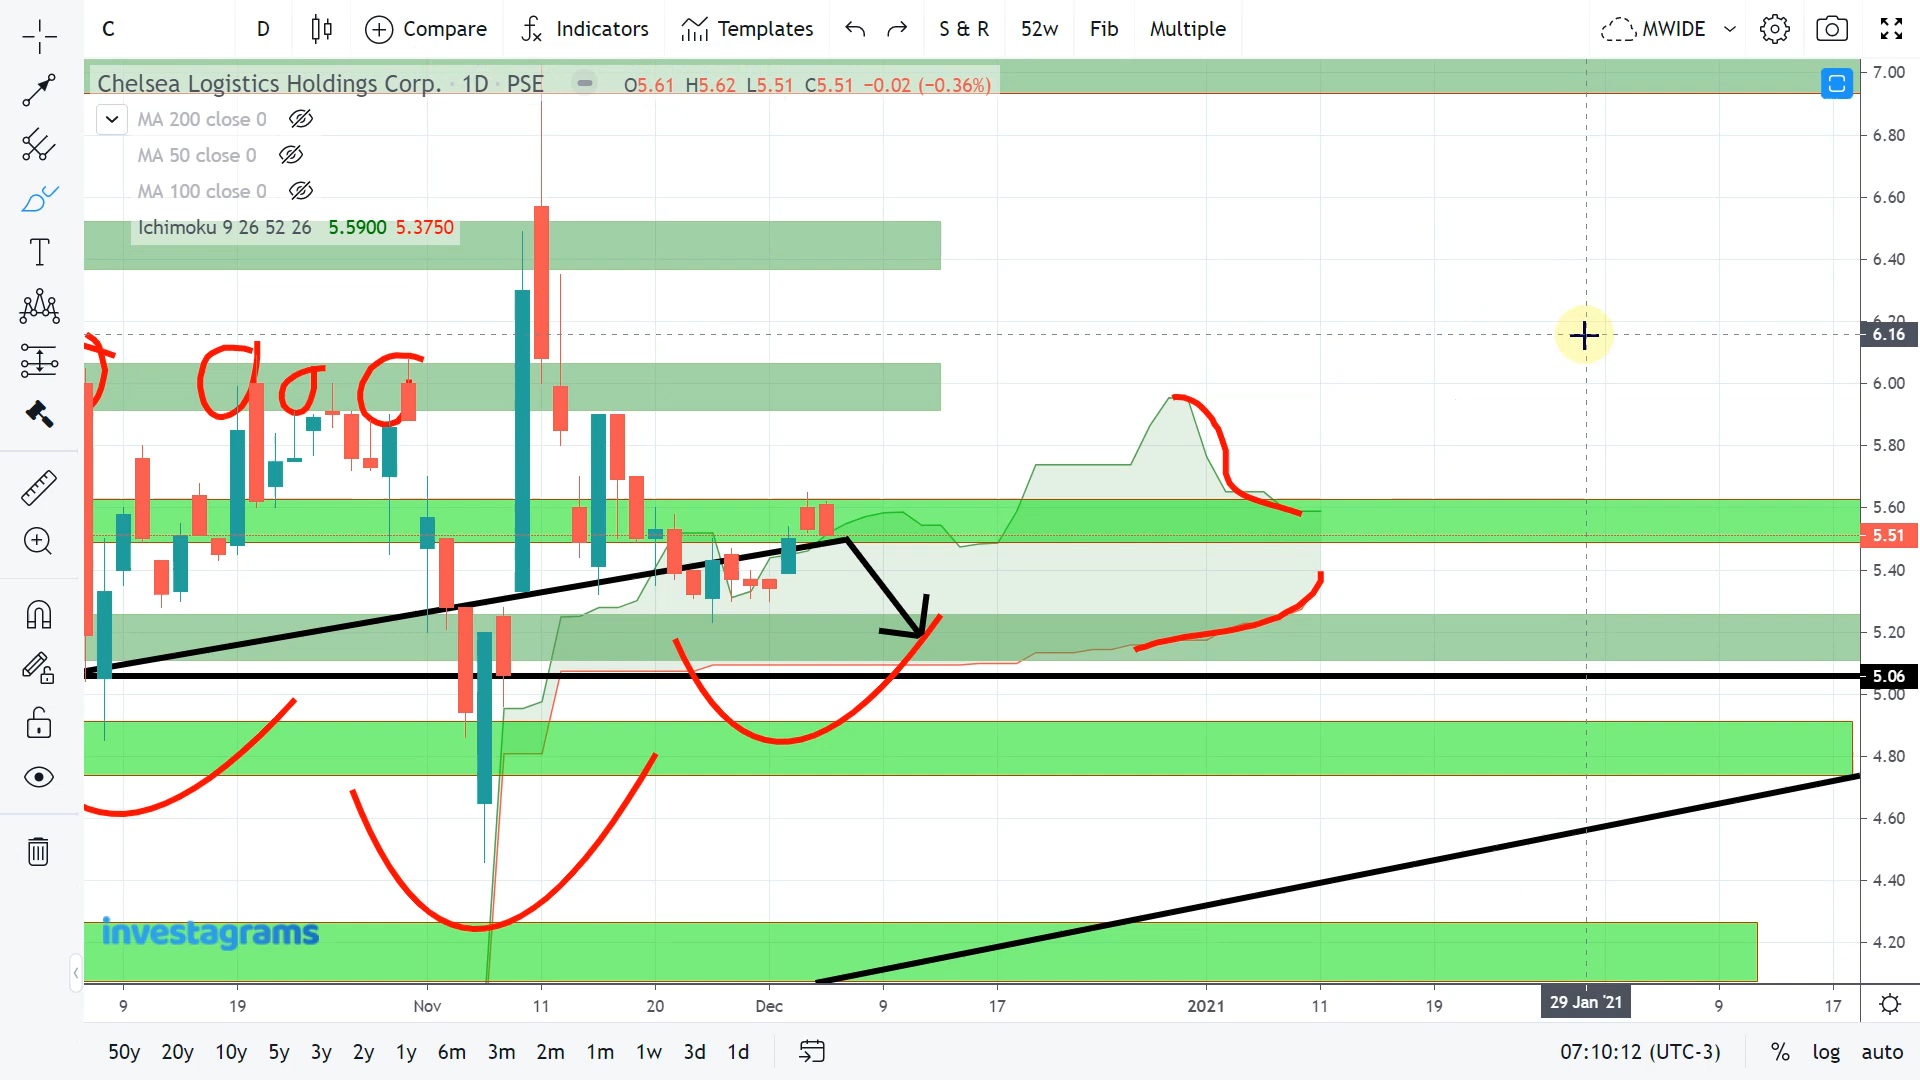 C D Compare Indicators Templates S & R 52w Fib Multiple MWIDE
Chelsea Logistics Holdings Corp. · 1D · PSE O5.61 H5.62 L5.51 C5.51 −0.02 (−0.36%)
MA 200 close 0
MA 50 close 0
MA 100 close 0
Ichimoku 9 26 52 26 5.5900 5.3750
7.00
6.80
6.60
6.40
6.20
6.16
6.00
5.80
5.60
5.51
5.40
5.20
5.06
5.00
4.80
4.60
4.40
4.20
investagrams
9 19 Nov 11 20 Dec 9 17 2021 11 19 29 Jan '21 9 17
50y 20y 10y 5y 3y 2y 1y 6m 3m 2m 1m 1w 3d 1d 07:10:12 (UTC-3) % log auto